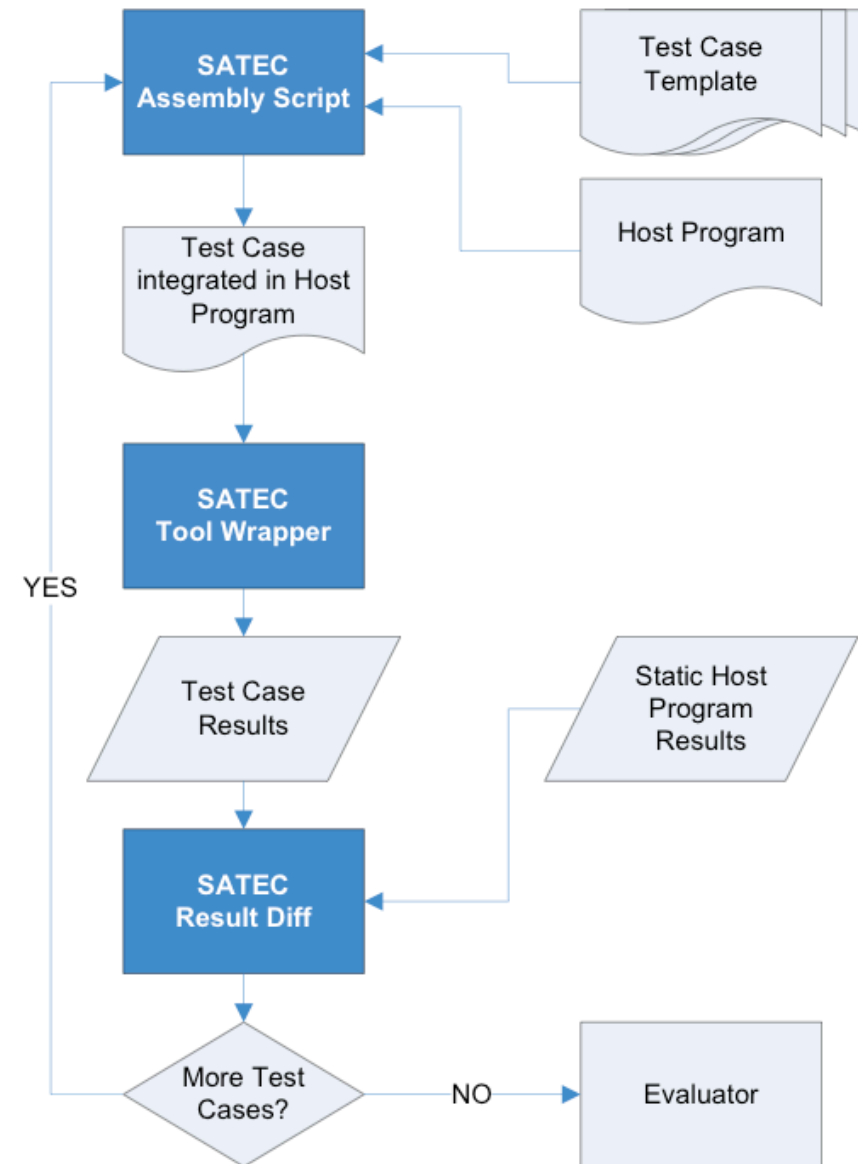 SATEC
Assembly Script
Test Case
Template
Host Program
Test Case
integrated in Host
Program
SATEC
Tool Wrapper
YES
Test Case
Results
Static Host
Program
Results
SATEC
Result Diff
More Test
Cases?
NO
Evaluator